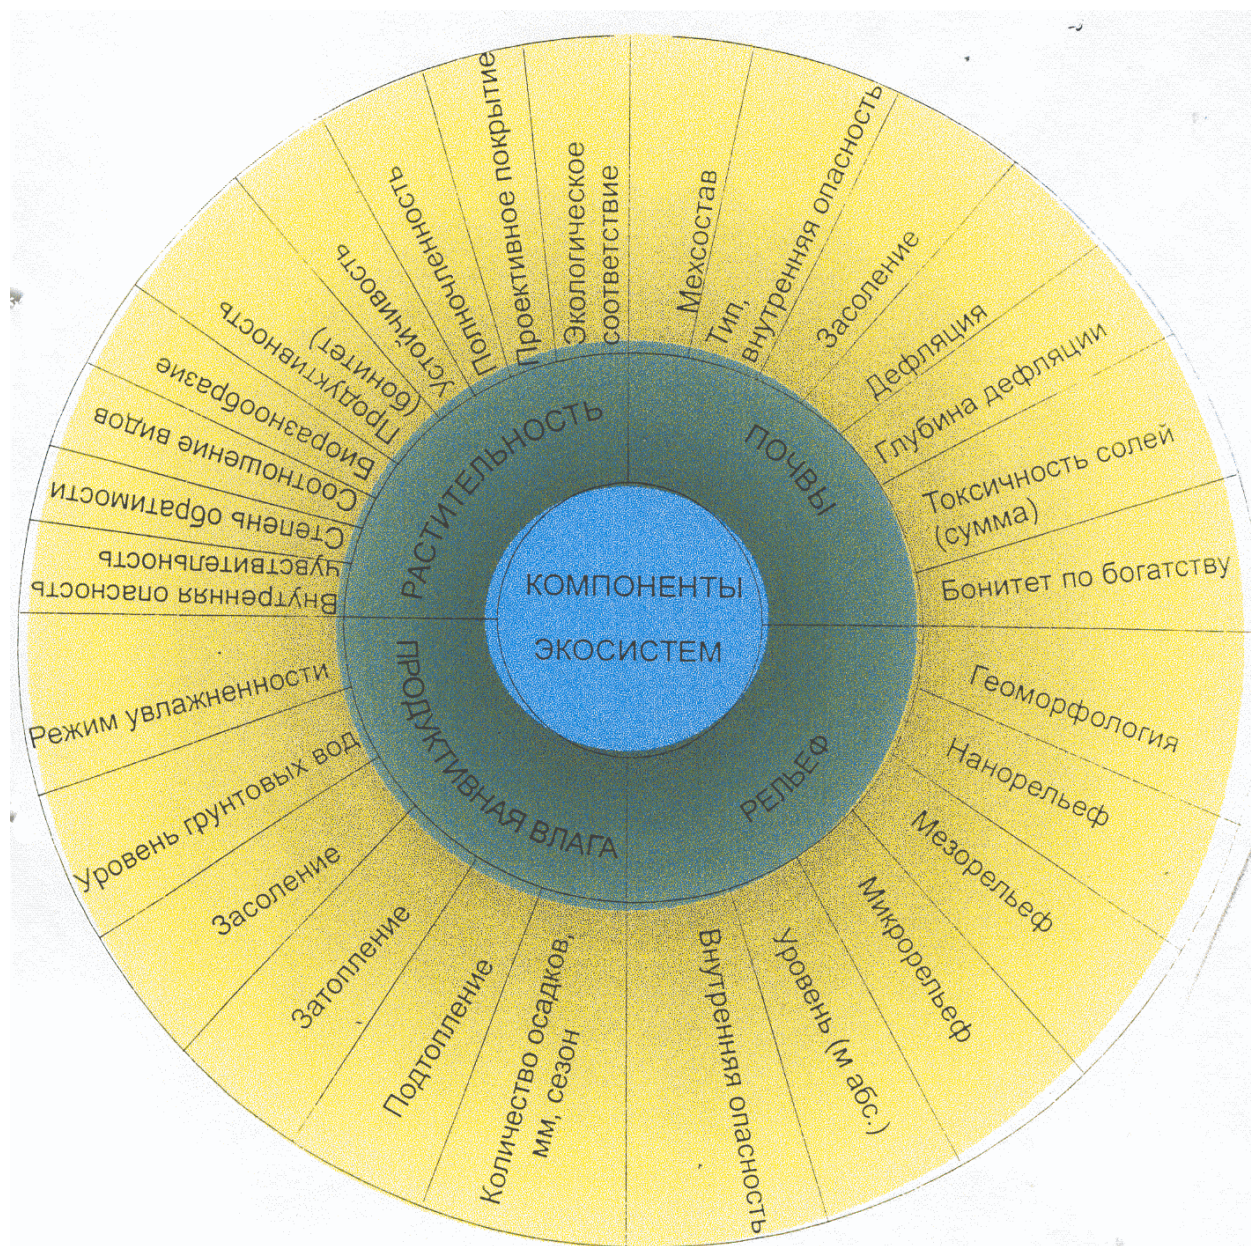 КОМПОНЕНТЫ
ЭКОСИСТЕМ
РАСТИТЕЛЬНОСТЬ
ПОЧВЫ
РЕЛЬЕФ
ПРОДУКТИВНАЯ ВЛАГА
Мехсостав
Тип,
внутренняя опасность
Засоление
Дефляция
Глубина дефляции
Токсичность солей
(сумма)
Бонитет по богатству
Геоморфология
Нанорельеф
Мезорельеф
Микрорельеф
Уровень (м абс.)
Внутренняя опасность
Количество осадков,
мм, сезон
Подтопление
Затопление
Засоление
Уровень грунтовых вод
Режим увлажненности
Внутренняя опасность
Чувствительность
Степень обратимости
Соотношение видов
Биоразнообразие
Продуктивность
(бонитет)
Устойчивость
Полночленность
Проективное покрытие
Экологическое
соответствие